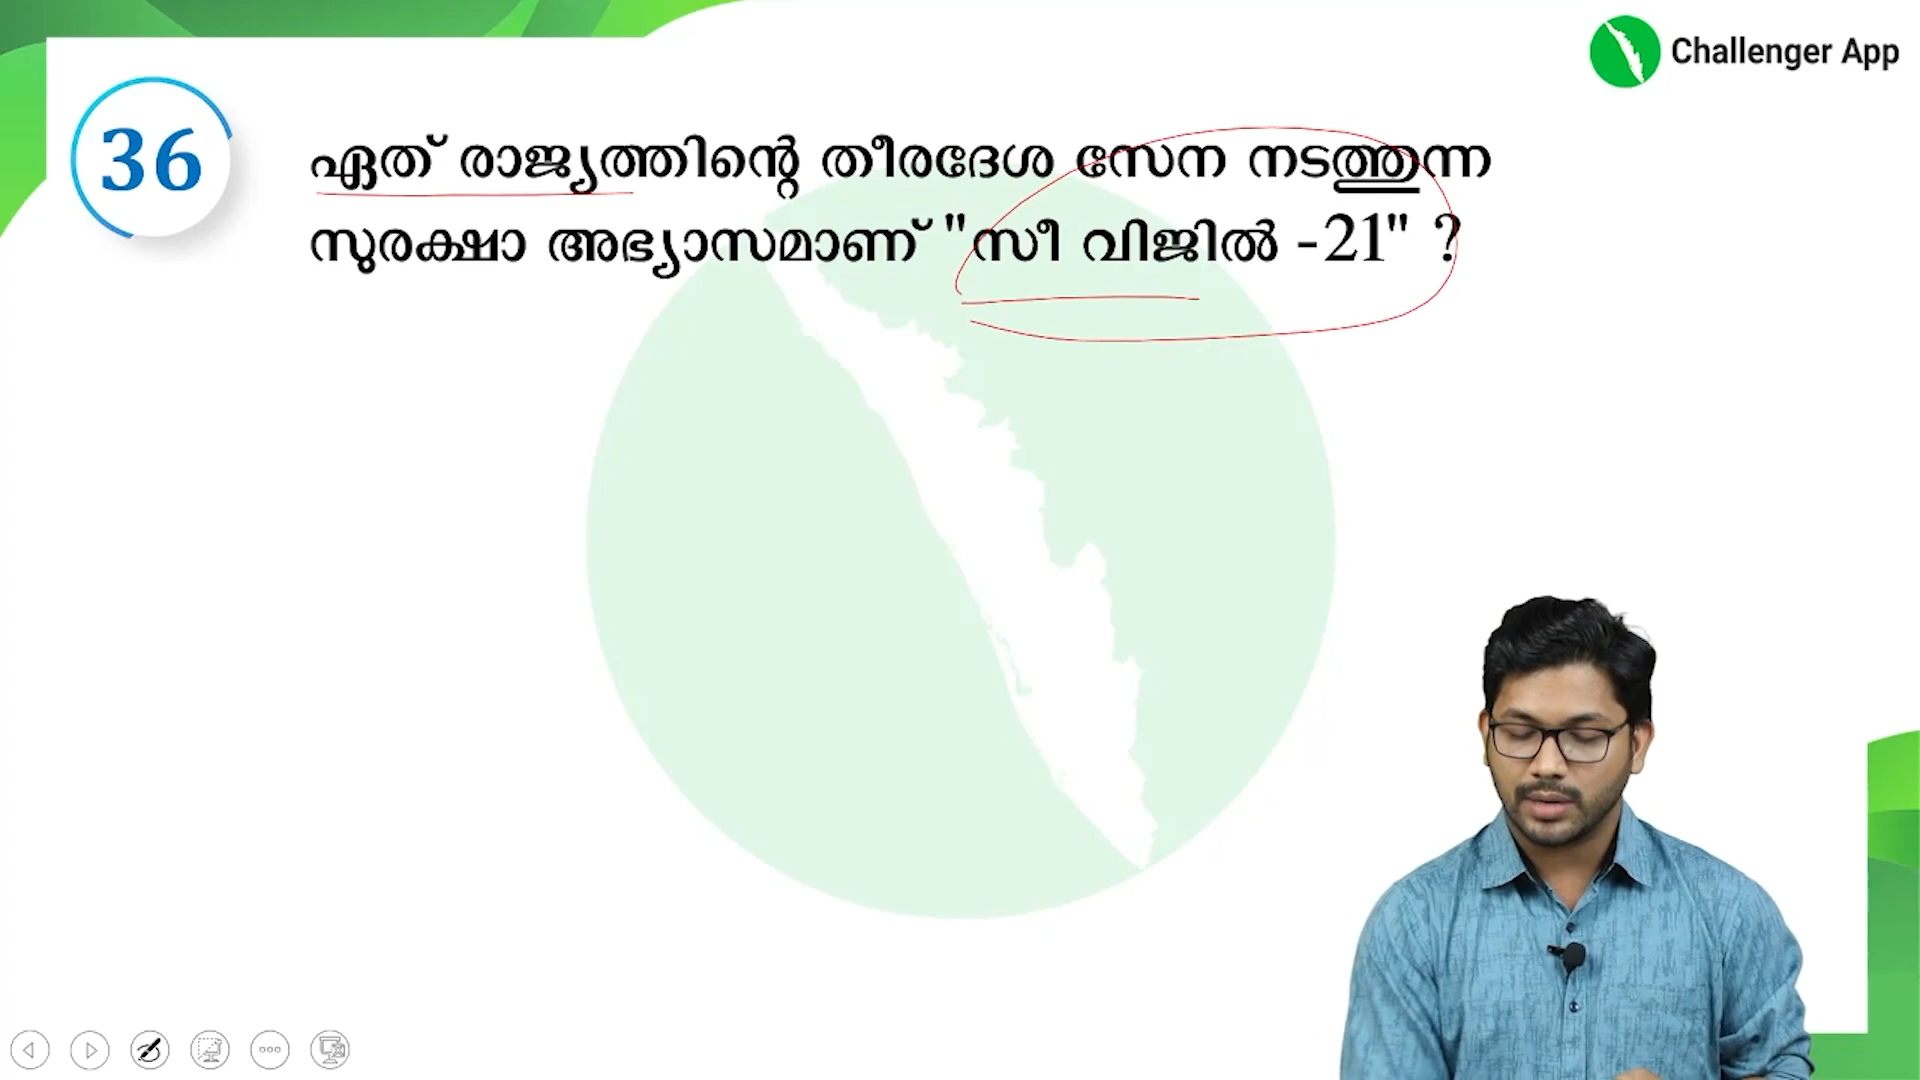 Challenger App
36
ഏത് രാജ്യത്തിന്റെ തീരദേശ സേന നടത്തുന്ന
സുരക്ഷാ അഭ്യാസമാണ് "സീ വിജിൽ -21" ?